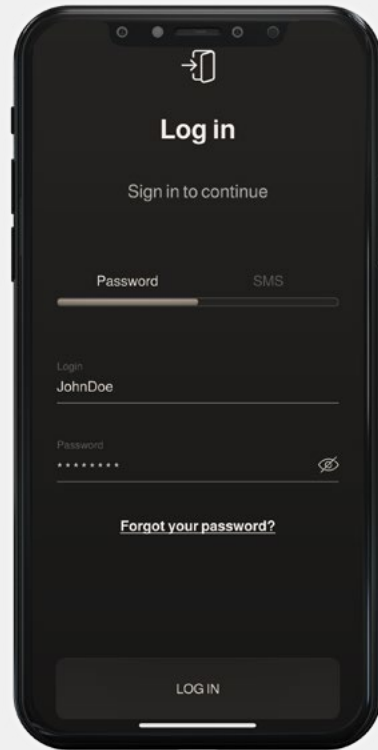 Log in
Sign in to continue
Password SMS
Login
JohnDoe
Password
********
Forgot your password?
LOG IN